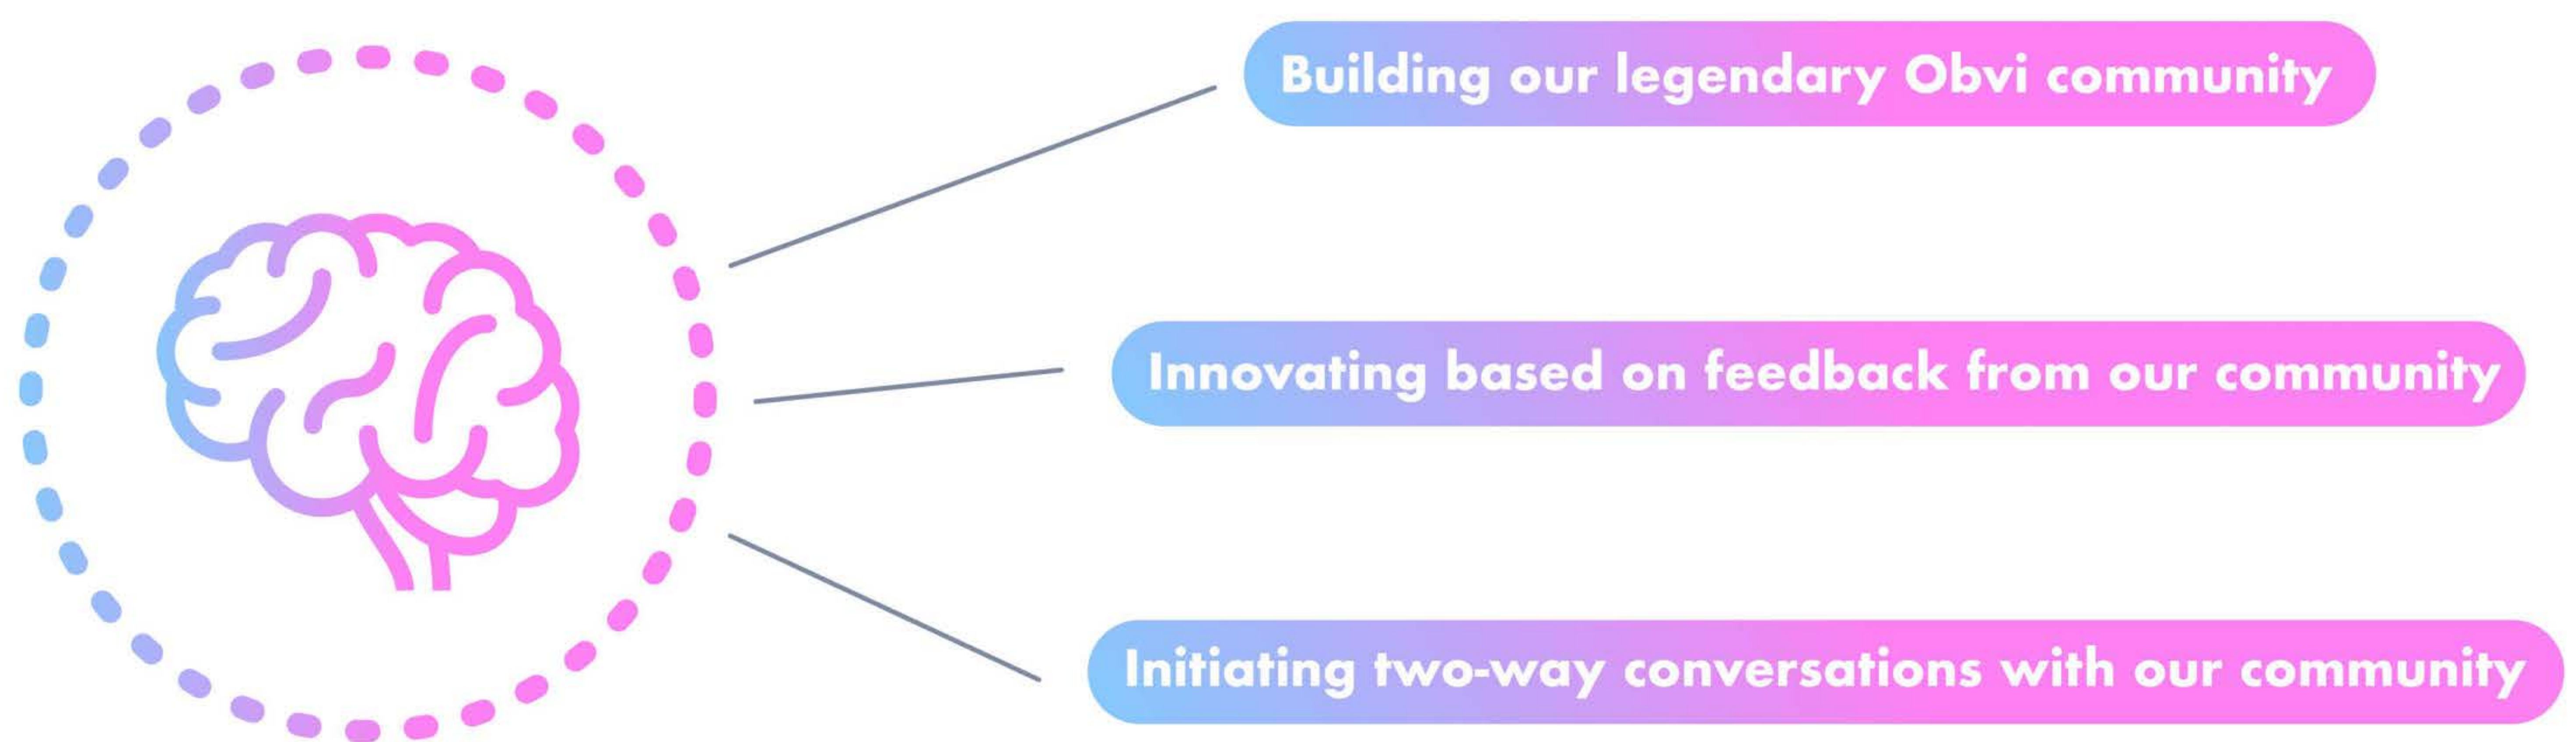 Building our legendary Obvi community
Innovating based on feedback from our community
Initiating two-way conversations with our community